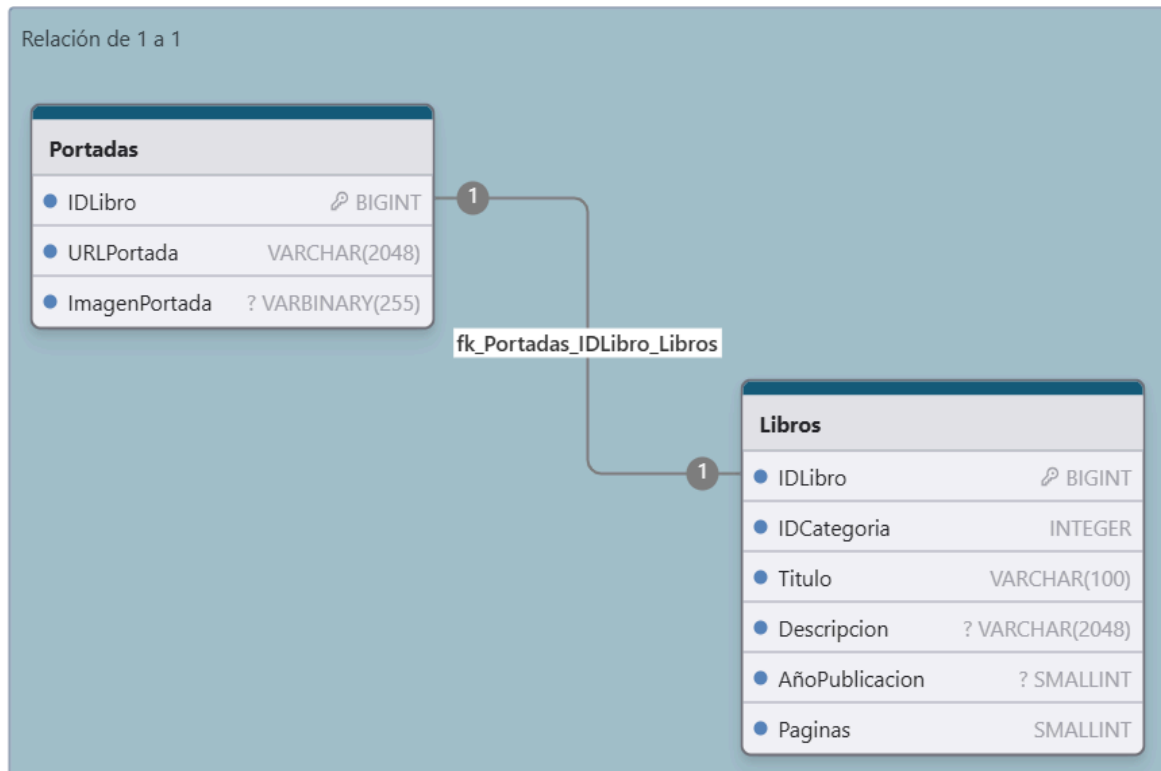 Relación de 1 a 1
Portadas
IDLibro BIGINT
1
URLPortada VARCHAR(2048)
ImagenPortada ? VARBINARY(255)
fk_Portadas_IDLibro_Libros
Libros
1
IDLibro BIGINT
IDCategoria INTEGER
Titulo VARCHAR(100)
Descripcion ? VARCHAR(2048)
AñoPublicacion ? SMALLINT
Paginas SMALLINT